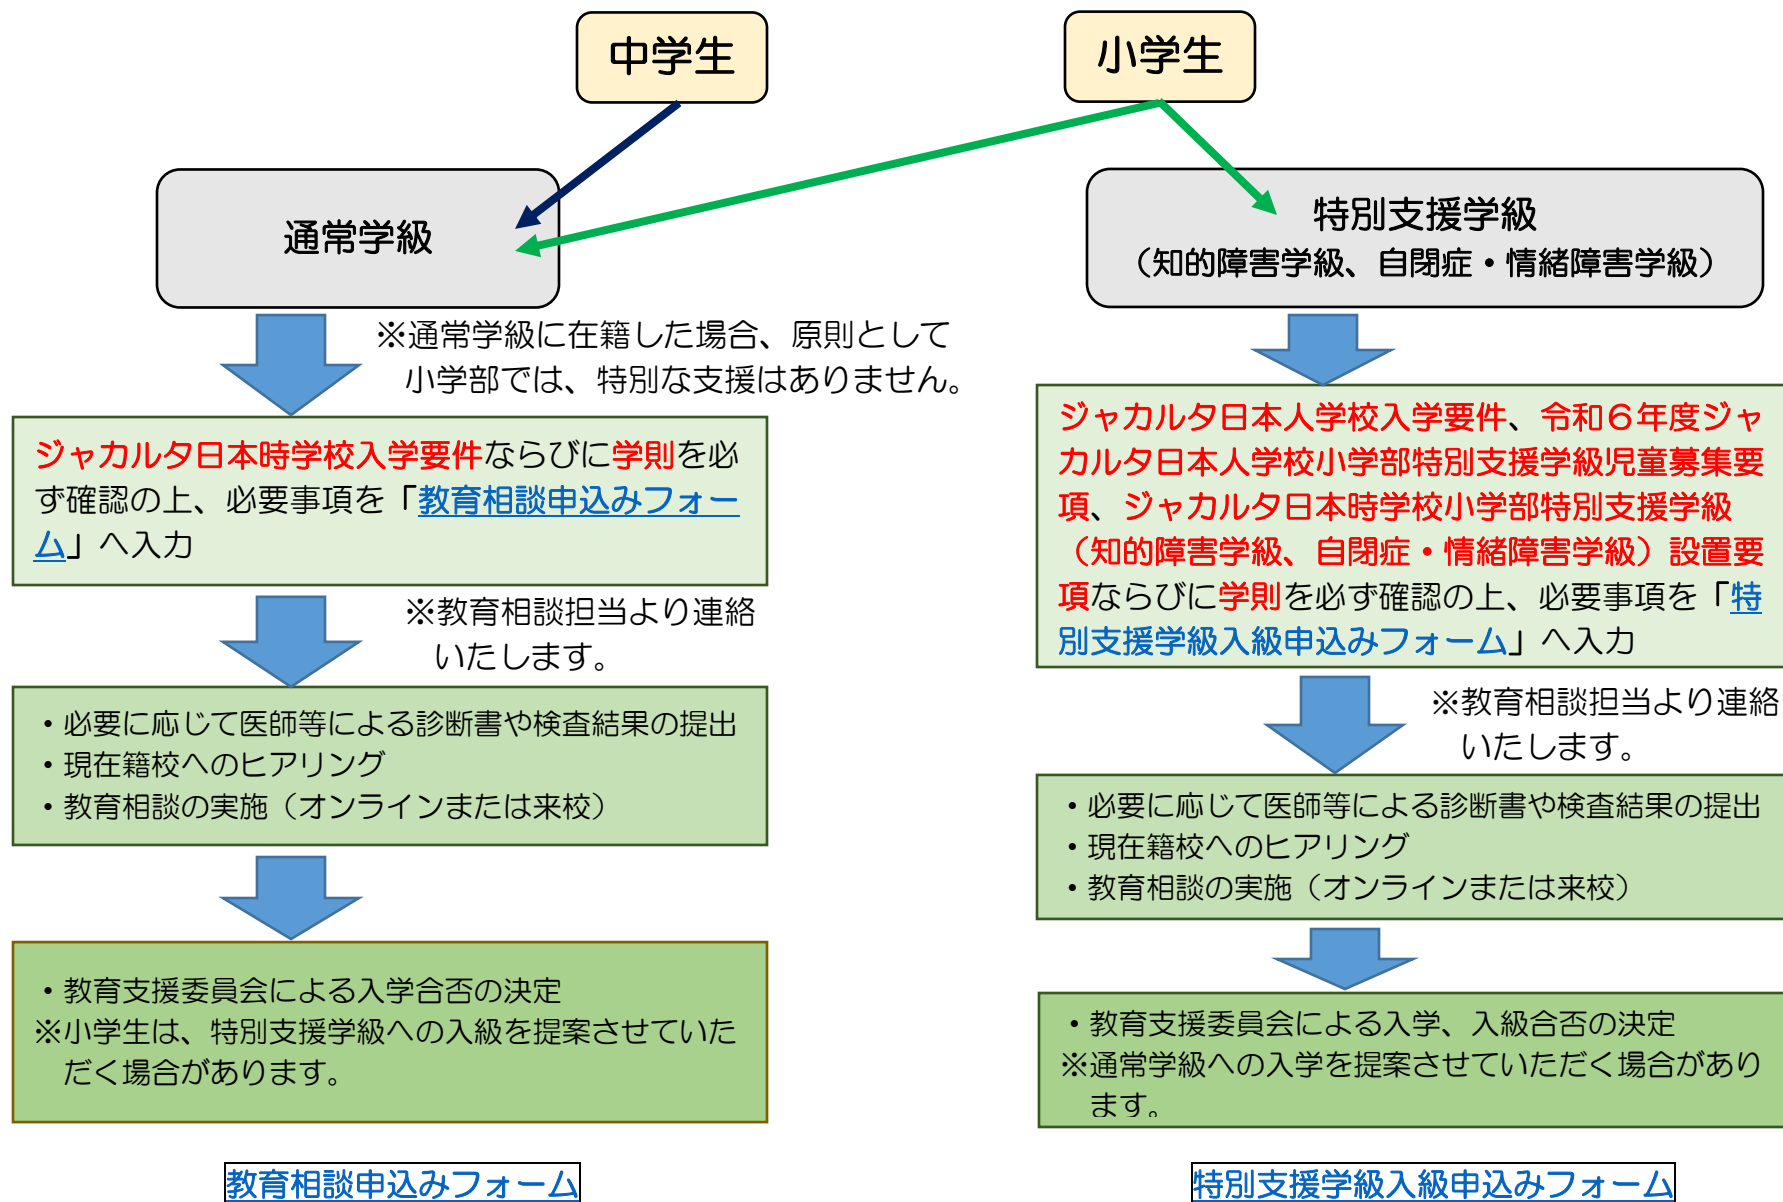 中学生
小学生
通常学級
特別支援学級
（知的障害学級、自閉症・情緒障害学級）
※通常学級に在籍した場合、原則として
小学部では、特別な支援はありません。
ジャカルタ日本時学校入学要件ならびに学則を必
ず確認の上、必要事項を「教育相談申込みフォー
ム」へ入力
※教育相談担当より連絡
いたします。
・必要に応じて医師等による診断書や検査結果の提出
・現在籍校へのヒアリング
・教育相談の実施（オンラインまたは来校）
・教育支援委員会による入学合否の決定
※小学生は、特別支援学級への入級を提案させていた
だく場合があります。
教育相談申込みフォーム
ジャカルタ日本人学校入学要件、令和６年度ジャ
カルタ日本人学校小学部特別支援学級児童募集要
項、ジャカルタ日本時学校小学部特別支援学級
（知的障害学級、自閉症・情緒障害学級）設置要
項ならびに学則を必ず確認の上、必要事項を「特
別支援学級入級申込みフォーム」へ入力
※教育相談担当より連絡
いたします。
・必要に応じて医師等による診断書や検査結果の提出
・現在籍校へのヒアリング
・教育相談の実施（オンラインまたは来校）
・教育支援委員会による入学、入級合否の決定
※通常学級への入学を提案させていただく場合があり
ます。
特別支援学級入級申込みフォーム